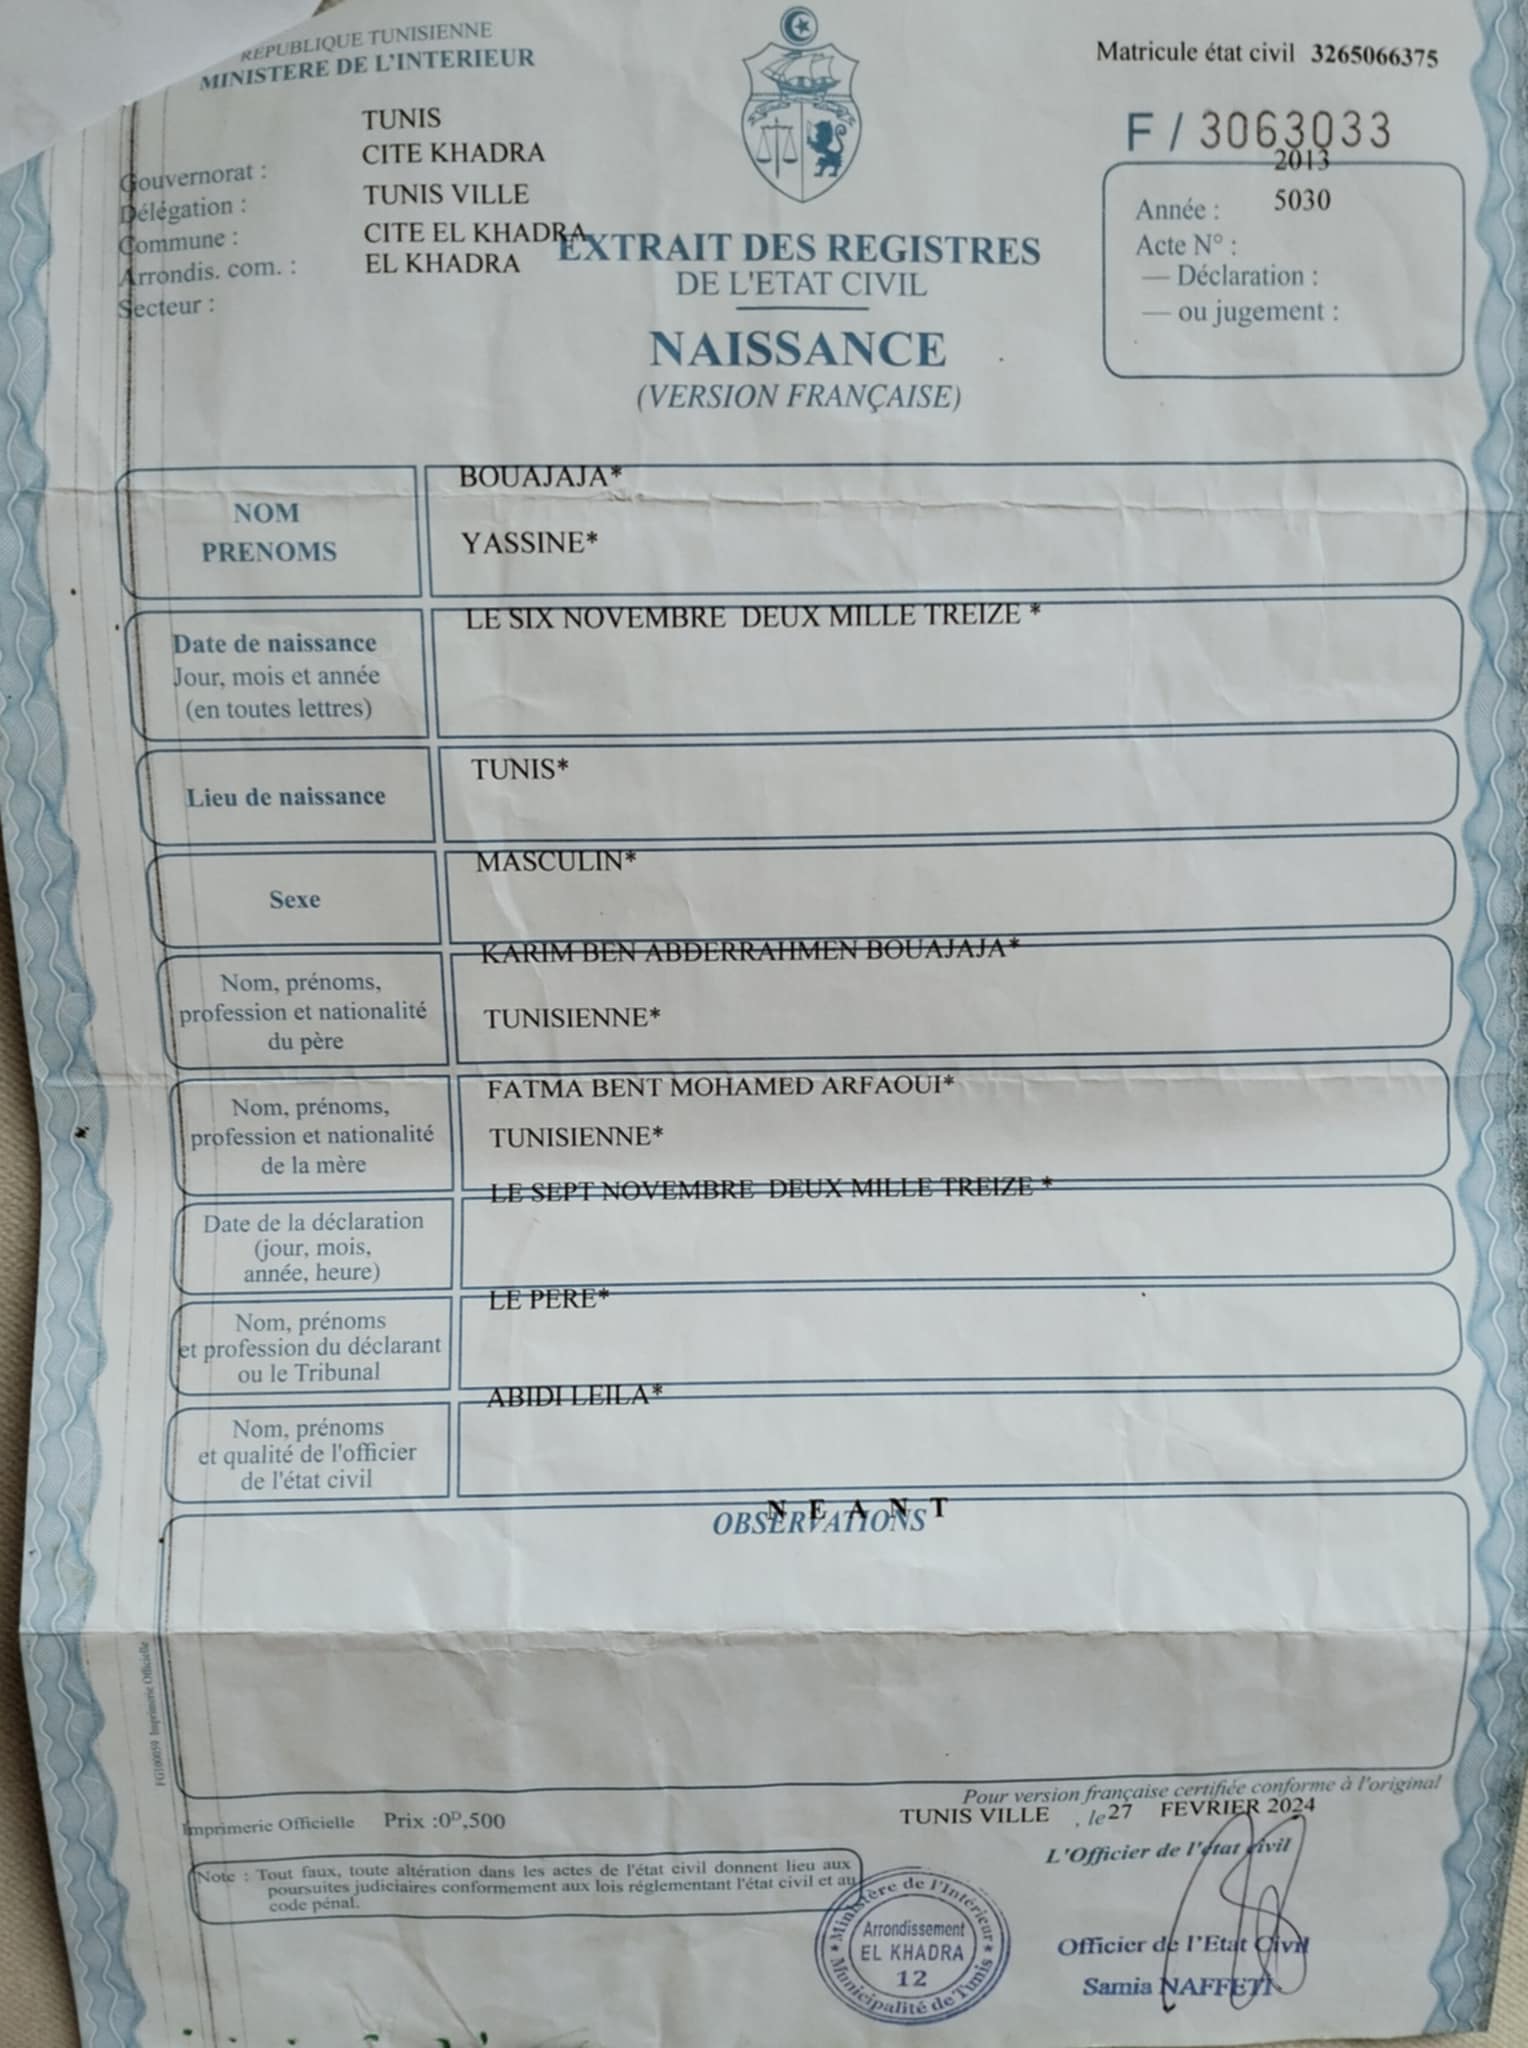 RÉPUBLIQUE TUNISIENNE
MINISTERE DE L'INTERIEUR
Matricule état civil 3265066375
F / 3063033
Gouvernorat : TUNIS
Délégation : CITE KHADRA
Commune : TUNIS VILLE
Arrondis. com. : CITE EL KHADRA
Secteur : EL KHADRA
Année : 2013
Acte N° : 5030
— Déclaration :
— ou jugement :
EXTRAIT DES REGISTRES
DE L'ETAT CIVIL
NAISSANCE
(VERSION FRANÇAISE)
NOM
PRENOMS
BOUAJAJA*
YASSINE*
Date de naissance
Jour, mois et année
(en toutes lettres)
LE SIX NOVEMBRE DEUX MILLE TREIZE *
Lieu de naissance
TUNIS*
Sexe
MASCULIN*
Nom, prénoms,
profession et nationalité
du père
KARIM BEN ABDERRAHMEN BOUAJAJA*
TUNISIENNE*
Nom, prénoms,
profession et nationalité
de la mère
FATMA BENT MOHAMED ARFAOUI*
TUNISIENNE*
Date de la déclaration
(jour, mois,
année, heure)
LE SEPT NOVEMBRE DEUX MILLE TREIZE *
Nom, prénoms
et profession du déclarant
ou le Tribunal
LE PERE*
Nom, prénoms
et qualité de l'officier
de l'état civil
ABIDI LEILA*
OBSERVATIONS
N E A N T
FG100050 Imprimerie Officielle
Pour version française certifiée conforme à l'original
Imprimerie Officielle Prix :0ᴰ,500
TUNIS VILLE , le 27 FEVRIER 2024
L'Officier de l'état civil
Note : Tout faux, toute altération dans les actes de l'état civil donnent lieu aux
poursuites judiciaires conformement aux lois réglementant l'état civil et au
code pénal.
Ministère de l'Intérieur
Arrondissement
EL KHADRA
12
Municipalité de Tunis
Officier de l'Etat Civil
Samia NAFFETI